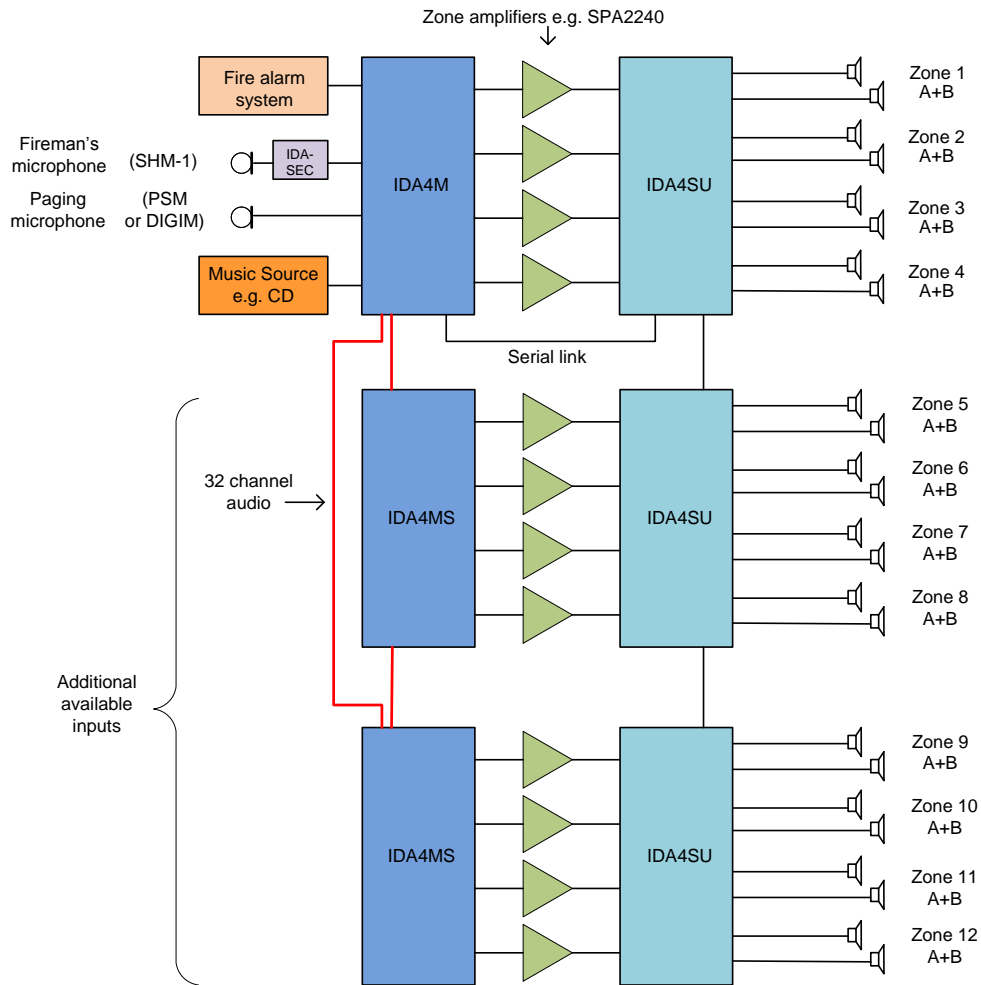 Zone amplifiers e.g. SPA2240
Fire alarm
system
Fireman's
microphone
(SHM-1)
IDA-
SEC
Paging
microphone
(PSM
or DIGIM)
Music Source
e.g. CD
IDA4M
IDA4SU
Zone 1
A+B
Zone 2
A+B
Zone 3
A+B
Zone 4
A+B
Serial link
32 channel
audio
IDA4MS
IDA4SU
Zone 5
A+B
Zone 6
A+B
Zone 7
A+B
Zone 8
A+B
Additional
available
inputs
IDA4MS
IDA4SU
Zone 9
A+B
Zone 10
A+B
Zone 11
A+B
Zone 12
A+B